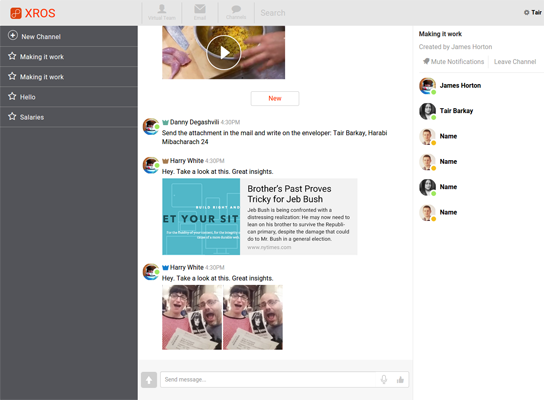 XROS
Virtual Team
Email
Channels
Search
Tair
New Channel
Making it work
Making it work
Hello
Salaries
New
Danny Degashvili 4:30PM
Send the attachment in the mail and write on the enveloper: Tair Barkay, Harabi
Mibacharach 24
Harry White 4:30PM
Hey. Take a look at this. Great insights.
BUILD RIGHT AND
ET YOUR SIT
Brother's Past Proves
Tricky for Jeb Bush
Jeb Bush is being confronted with a
distressing realization: He may now need to
lean on his brother to survive the Republi-
can primary, despite the damage that could
do to Mr. Bush in a general election.
www.nytimes.com
Harry White 4:30PM
Hey. Take a look at this. Great insights.
Send message...
Making it work
Created by James Horton
Mute Notifications
Leave Channel
James Horton
Tair Barkay
Name
Name
Name
Name